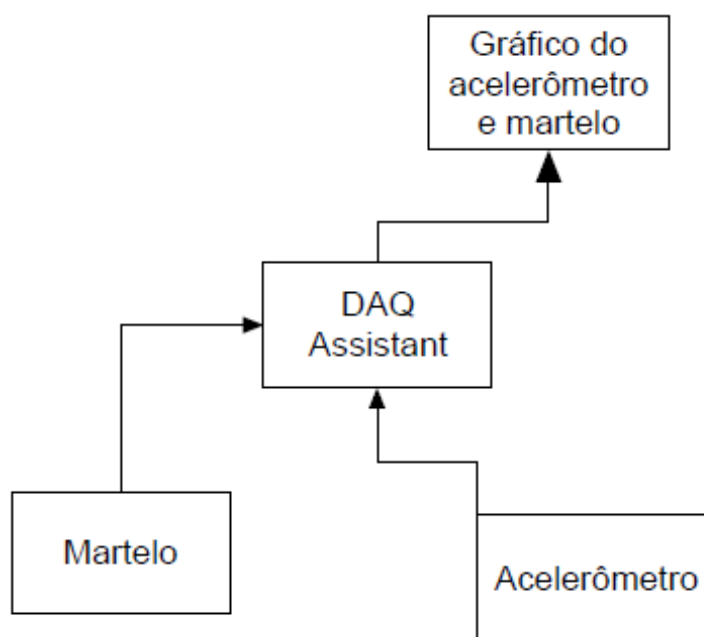 Gráfico do
acelerômetro
e martelo
DAQ
Assistant
Martelo
Acelerômetro